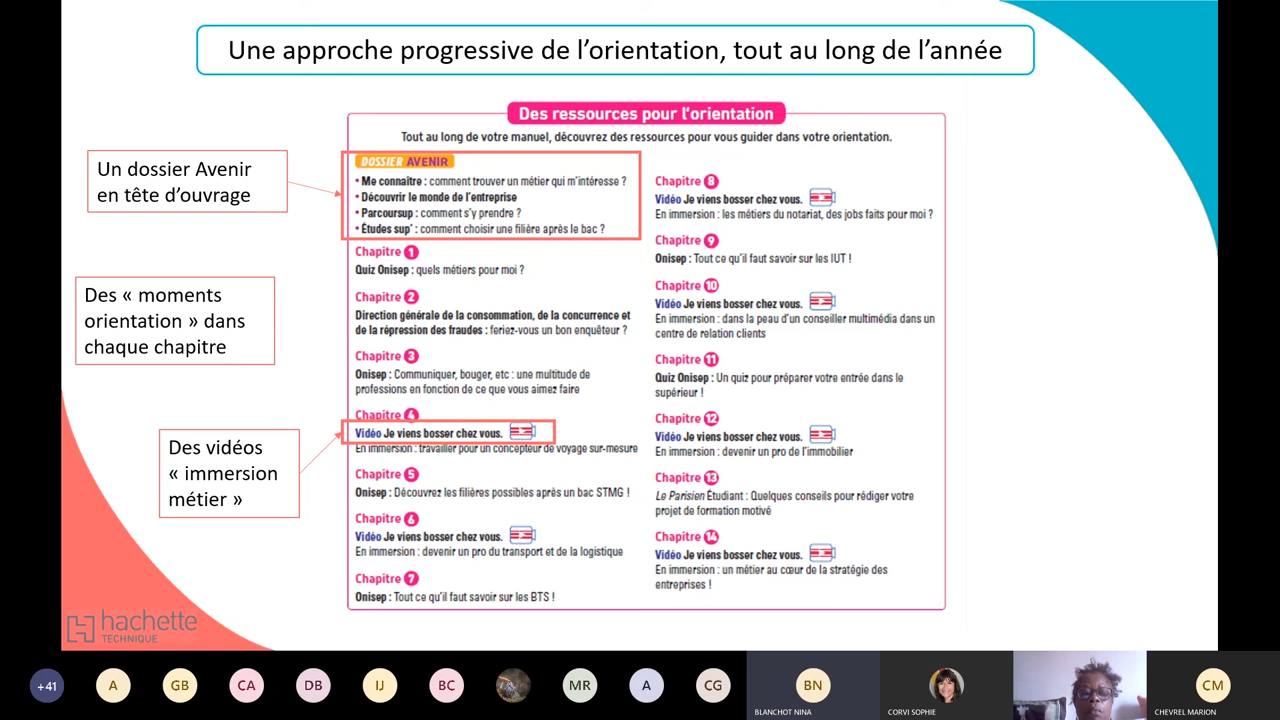 Une approche progressive de l’orientation, tout au long de l’année
Des ressources pour l’orientation
Tout au long de votre manuel, découvrez des ressources pour vous guider dans votre orientation.
Un dossier Avenir
en tête d’ouvrage
Des « moments
orientation » dans
chaque chapitre
Des vidéos
« immersion
métier »
DOSSIER AVENIR
• Me connaître : comment trouver un métier qui m’intéresse ?
• Découvrir le monde de l’entreprise
• Parcoursup : comment s’y prendre ?
• Études sup’ : comment choisir une filière après le bac ?
Chapitre 1
Quiz Onisep : quels métiers pour moi ?
Chapitre 2
Direction générale de la consommation, de la concurrence et
de la répression des fraudes : feriez-vous un bon enquêteur ?
Chapitre 3
Onisep : Communiquer, bouger, etc : une multitude de
professions en fonction de ce que vous aimez faire
Chapitre 4
Vidéo Je viens bosser chez vous.
En immersion : travailler pour un concepteur de voyage sur-mesure
Chapitre 5
Onisep : Découvrez les filières possibles après un bac STMG !
Chapitre 6
Vidéo Je viens bosser chez vous.
En immersion : devenir un pro du transport et de la logistique
Chapitre 7
Onisep : Tout ce qu’il faut savoir sur les BTS !
Chapitre 8
Vidéo Je viens bosser chez vous.
En immersion : les métiers du notariat, des jobs faits pour moi ?
Chapitre 9
Onisep : Tout ce qu’il faut savoir sur les IUT !
Chapitre 10
Vidéo Je viens bosser chez vous.
En immersion : dans la peau d’un conseiller multimédia dans un
centre de relation clients
Chapitre 11
Quiz Onisep : Un quiz pour préparer votre entrée dans le
supérieur !
Chapitre 12
Vidéo Je viens bosser chez vous.
En immersion : devenir un pro de l’immobilier
Chapitre 13
Le Parisien Étudiant : Quelques conseils pour rédiger votre
projet de formation motivé
Chapitre 14
Vidéo Je viens bosser chez vous.
En immersion : un métier au cœur de la stratégie des
entreprises !
hachette
TECHNIQUE
+41
A
GB
CA
DB
IJ
BC
MR
A
CG
BN
CM
BLANCHOT NINA
CORVI SOPHIE
CHEVREL MARION